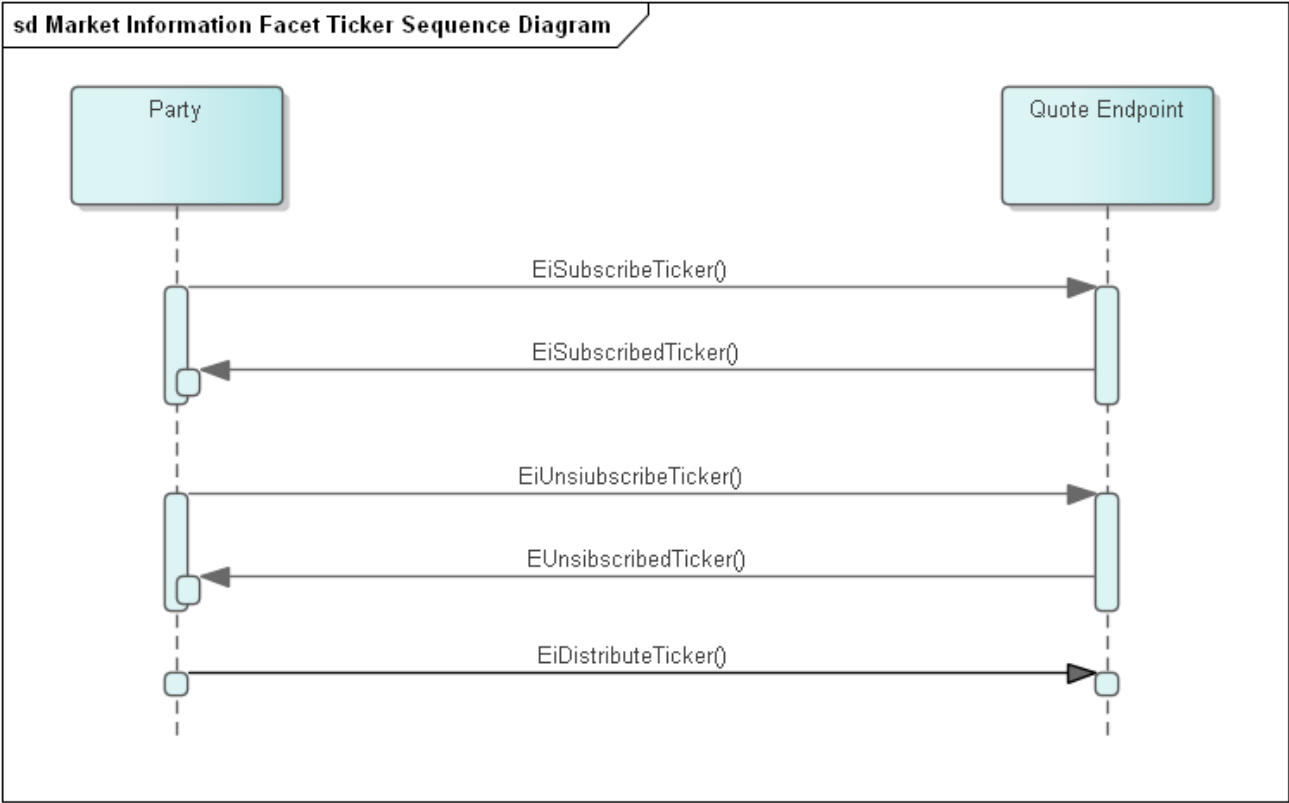 sd Market Information Facet Ticker Sequence Diagram
Party
Quote Endpoint
EiSubscribeTicker()
EiSubscribedTicker()
EiUnsiubscribeTicker()
EUnsibscribedTicker()
EiDistributeTicker()